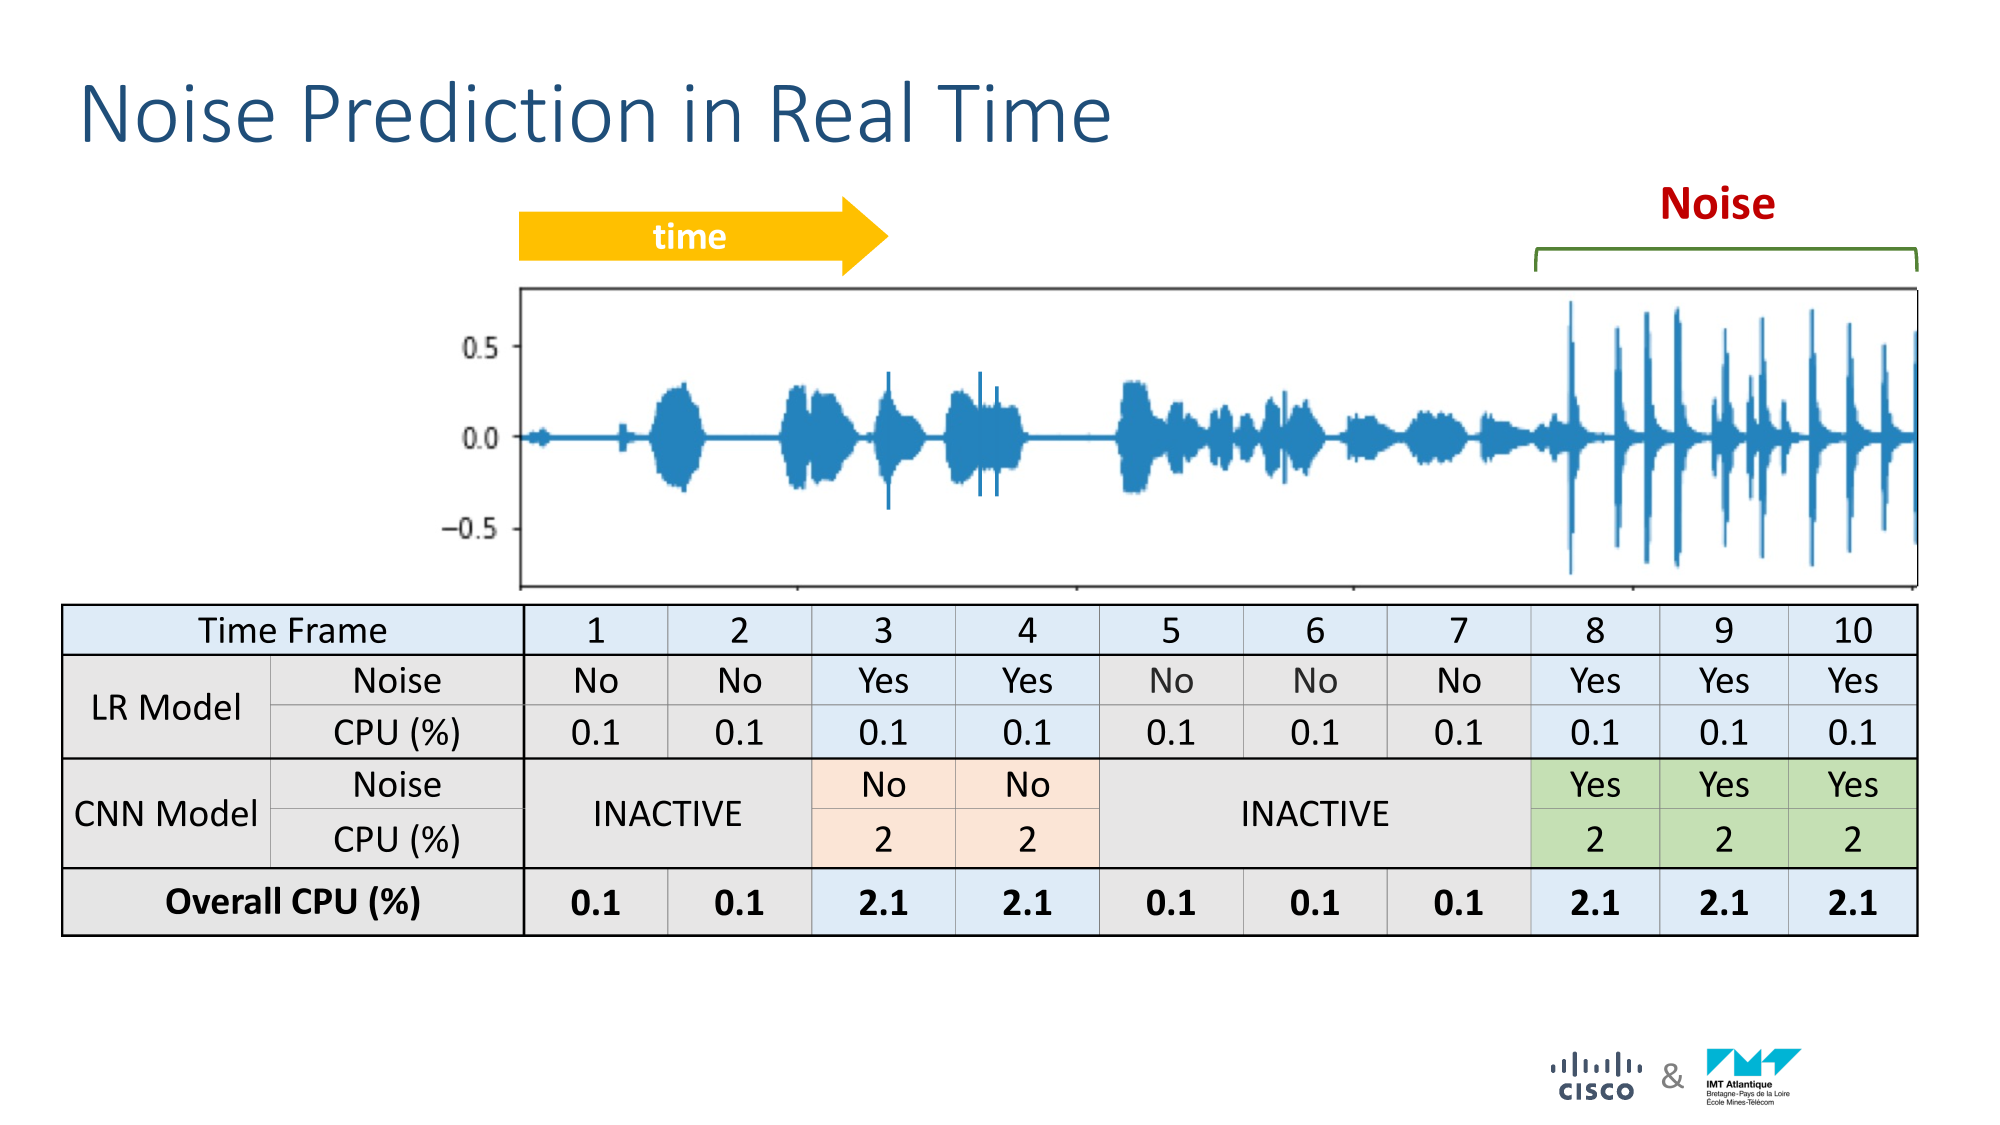 Noise Prediction in Real Time
Noise
time
0.5
0.0
−0.5
Time Frame 1 2 3 4 5 6 7 8 9 10
LR Model
Noise No No Yes Yes No No No Yes Yes Yes
CPU (%) 0.1 0.1 0.1 0.1 0.1 0.1 0.1 0.1 0.1 0.1
CNN Model
Noise INACTIVE No No INACTIVE Yes Yes Yes
CPU (%) 2 2 2 2 2
Overall CPU (%) 0.1 0.1 2.1 2.1 0.1 0.1 0.1 2.1 2.1 2.1
CISCO
&
IMT Atlantique
Bretagne-Pays de la Loire
École Mines-Télécom